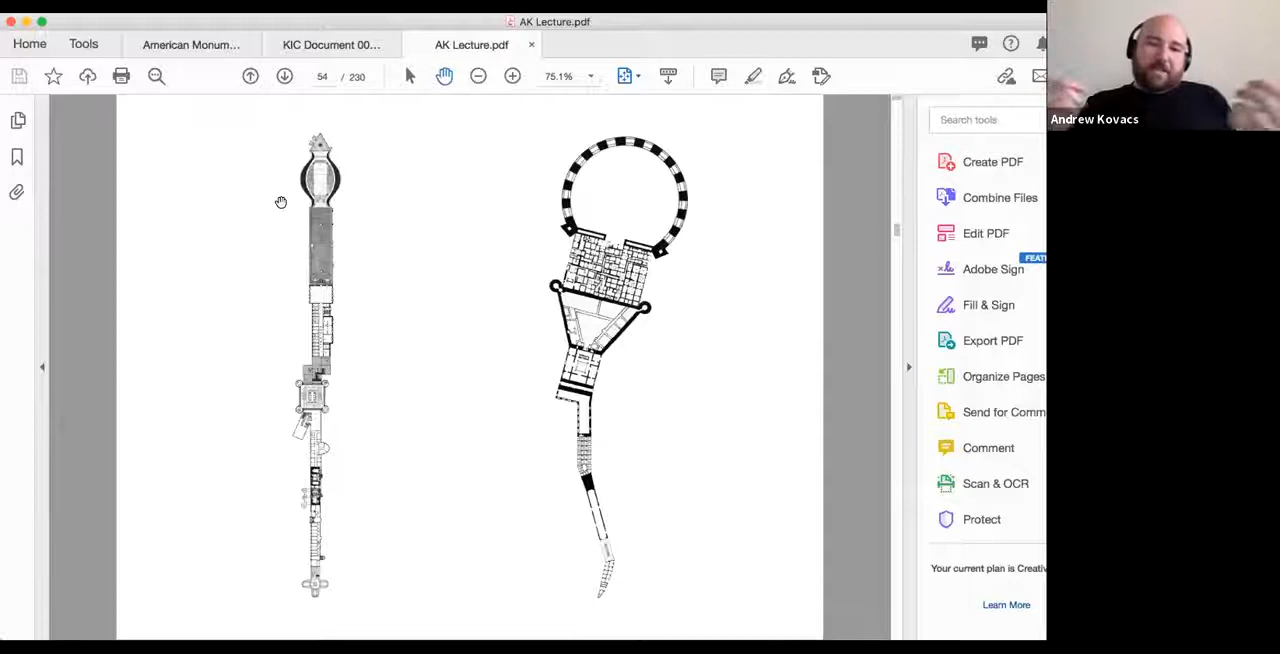 AK Lecture.pdf
Home
Tools
American Monum...
KIC Document 00...
AK Lecture.pdf
×
54 / 230
75.1%
Andrew Kovacs
Search tools
Create PDF
Combine Files
Edit PDF
FEAT
Adobe Sign
Fill & Sign
Export PDF
Organize Pages
Send for Comm
Comment
Scan & OCR
Protect
Your current plan is Creativ
Learn More